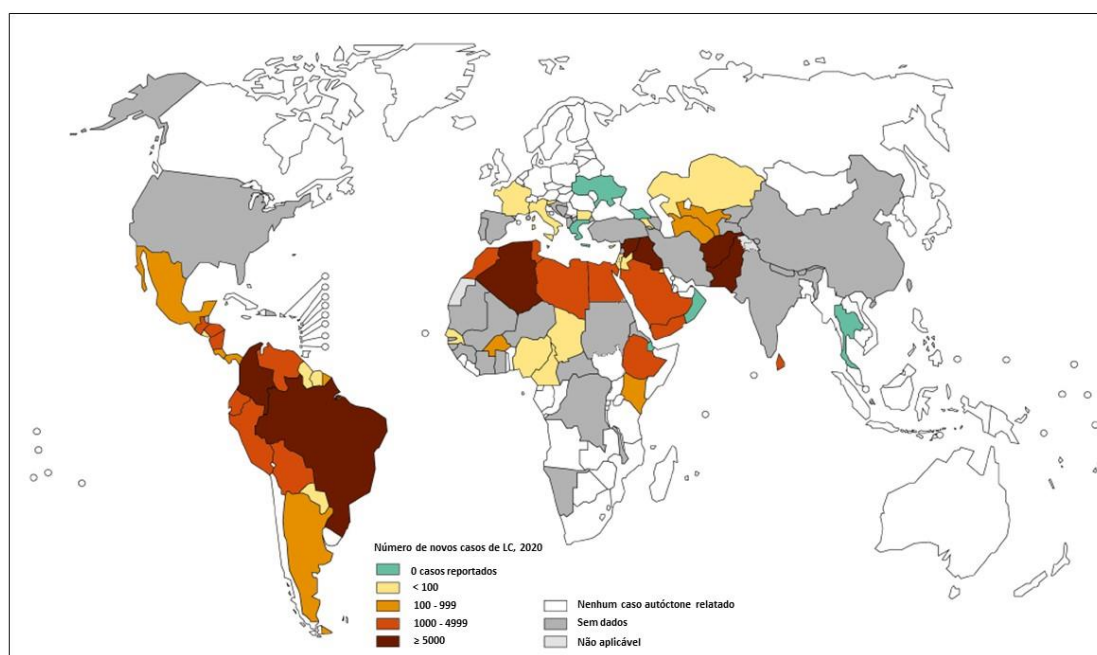 Número de novos casos de LC, 2020
0 casos reportados
< 100
100 - 999
1000 - 4999
≥ 5000
Nenhum caso autóctone relatado
Sem dados
Não aplicável